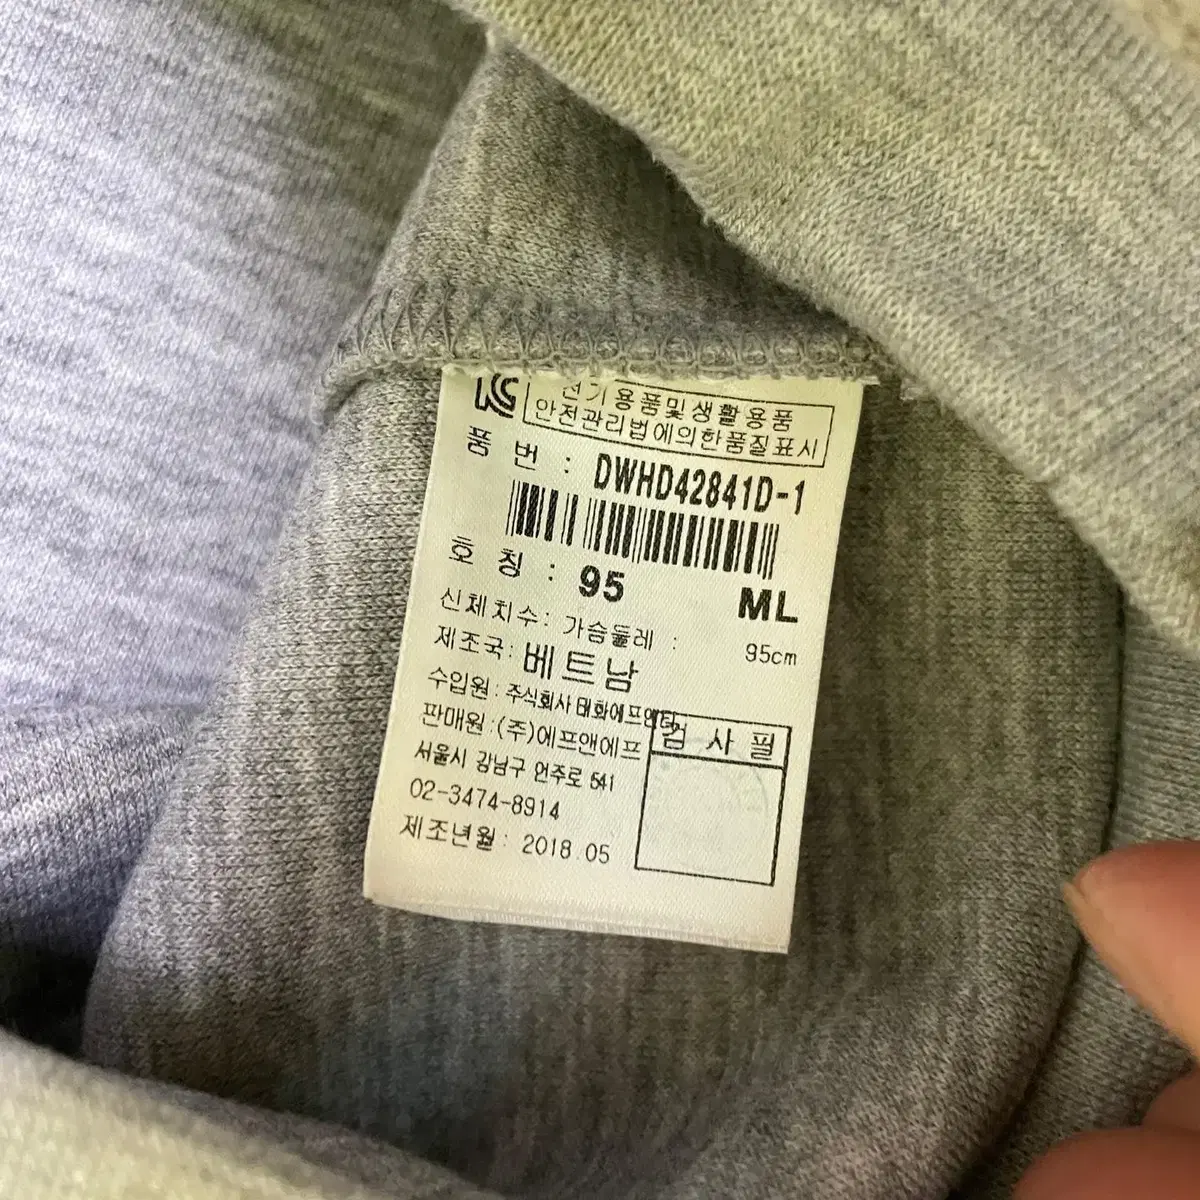 KC 전기용품및생활용품
안전관리법에의한품질표시
품 번 : DWHD42841D-1
호 칭 : 95 ML
신체치수: 가슴둘레 : 95cm
제조국: 베트남
수입원 : 주식회사 태화에프앤터
판매원 :(주)에프앤에프
검 사 필
서울시 강남구 언주로 541
02-3474-8914
제조년월: 2018.05